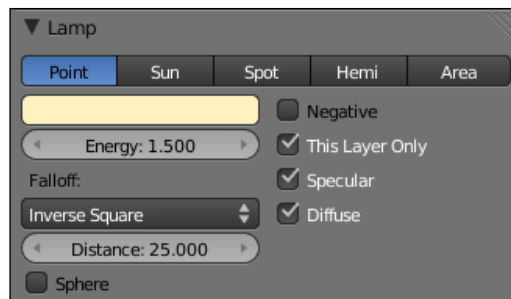 Lamp
Point Sun Spot Hemi Area
Negative
Energy: 1.500 This Layer Only
Falloff: Specular
Inverse Square Diffuse
Distance: 25.000
Sphere